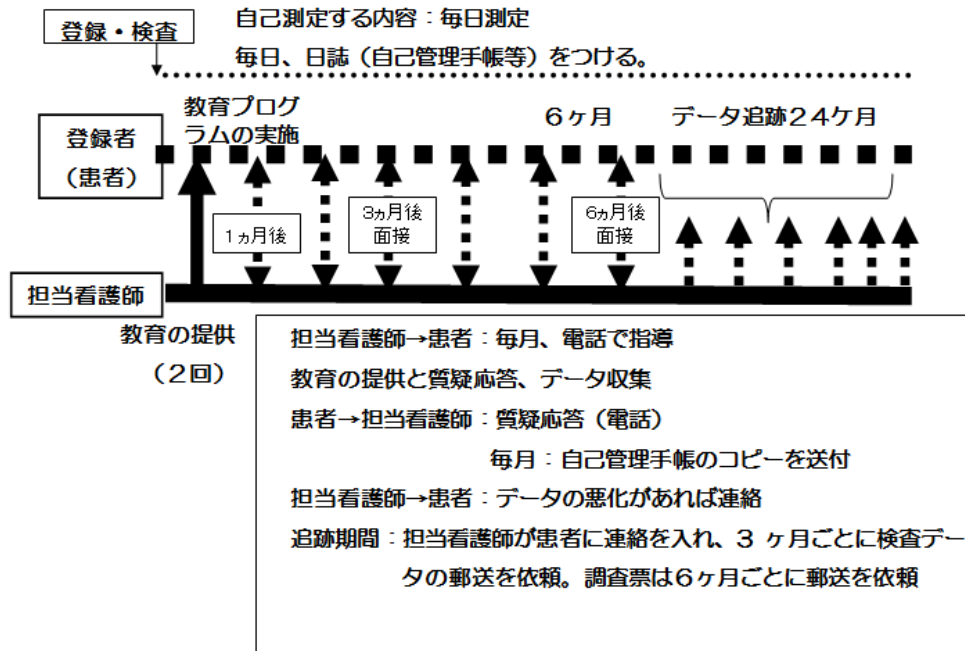 自己測定する内容：毎日測定
登録・検査
毎日、日誌（自己管理手帳等）をつける。
教育プログ
ラムの実施
６ヶ月
データ追跡２４ケ月
登録者
（患者）
1ヵ月後
3ヵ月後
面接
6ヵ月後
面接
担当看護師
教育の提供
（２回）
担当看護師→患者：毎月、電話で指導
教育の提供と質疑応答、データ収集
患者→担当看護師：質疑応答（電話）
毎月：自己管理手帳のコピーを送付
担当看護師→患者：データの悪化があれば連絡
追跡期間：担当看護師が患者に連絡を入れ、３ ヶ月ごとに検査デー
タの郵送を依頼。調査票は６ヶ月ごとに郵送を依頼